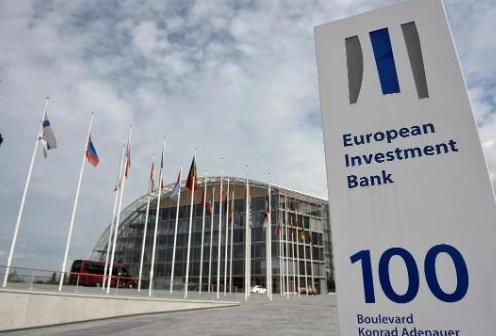 European
Investment
Bank
100
Boulevard
Konrad Adenauer